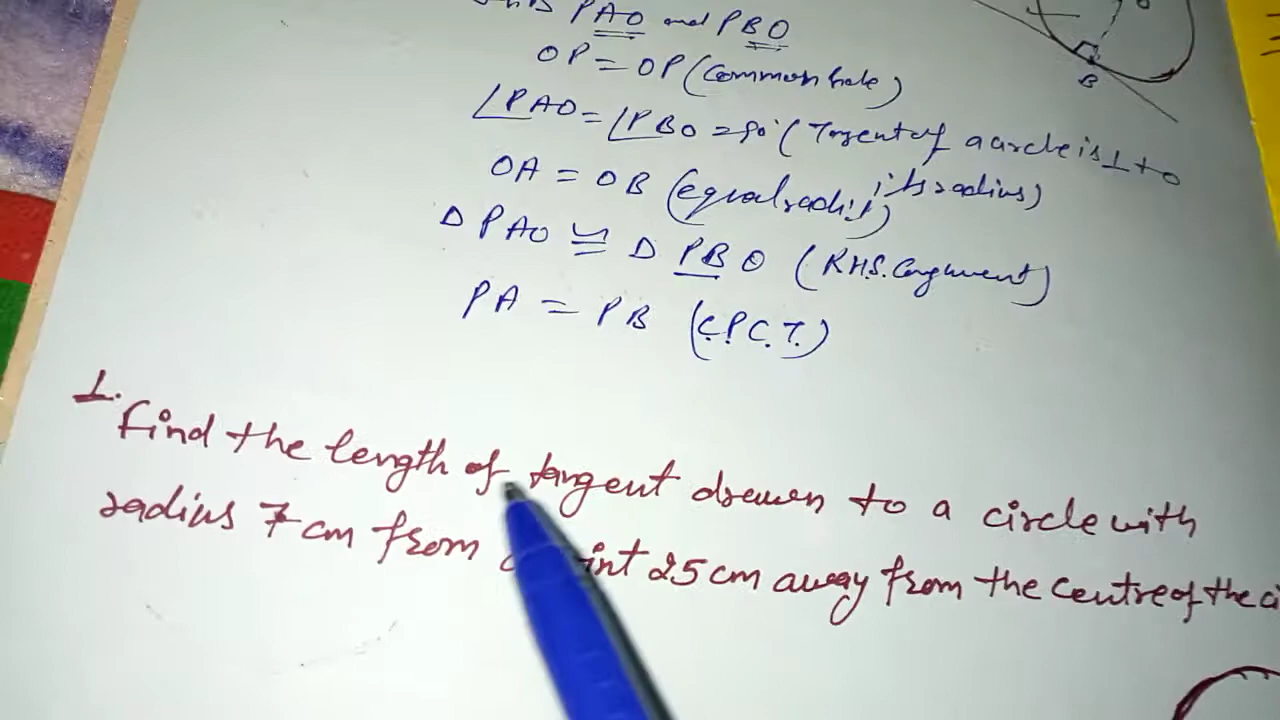 PAO and PBO
OP = OP (Common side)
∠PAO = ∠PBO = 90° (Tangent of a circle is ⊥ to
its radius)
OA = OB (equal radii)
Δ PAO ≅ Δ PBO (RHS. Congruent)
PA = PB (C.P.C.T.)
B
1.
Find the length of tangent drawn to a circle with
radius 7 cm from 25 cm away from the centre of the